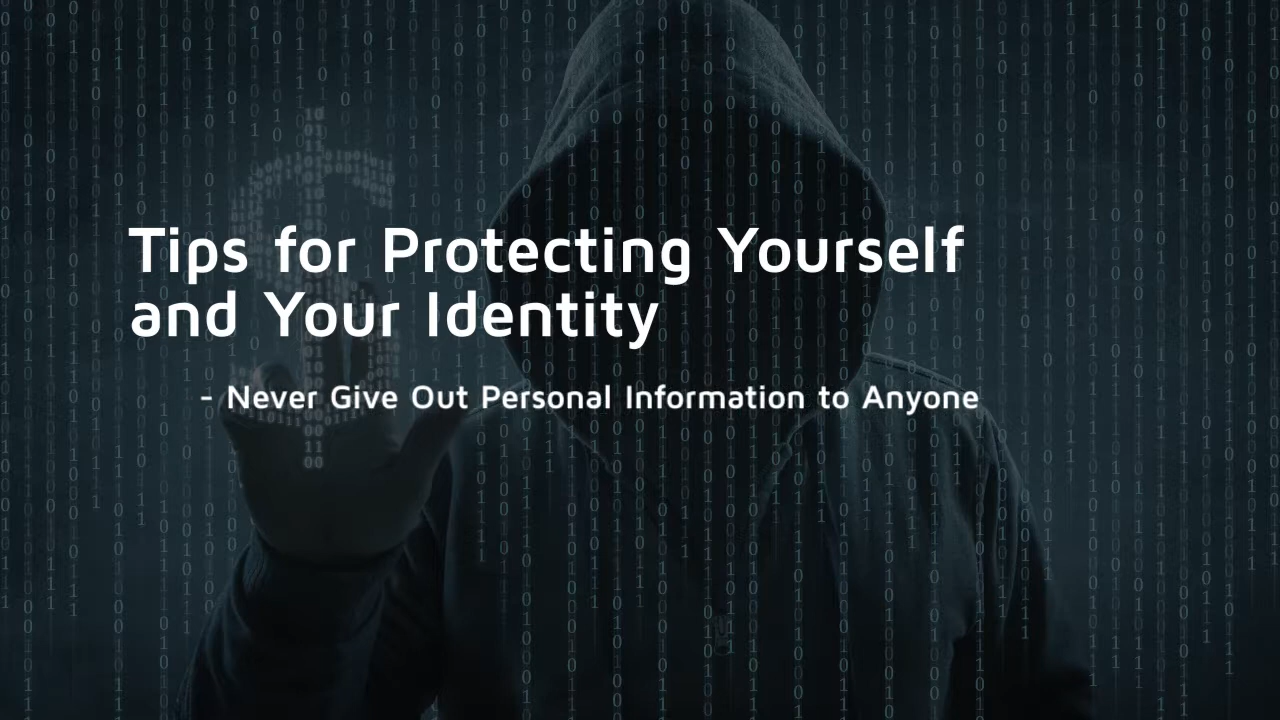 Tips for Protecting Yourself
and Your Identity
- Never Give Out Personal Information to Anyone